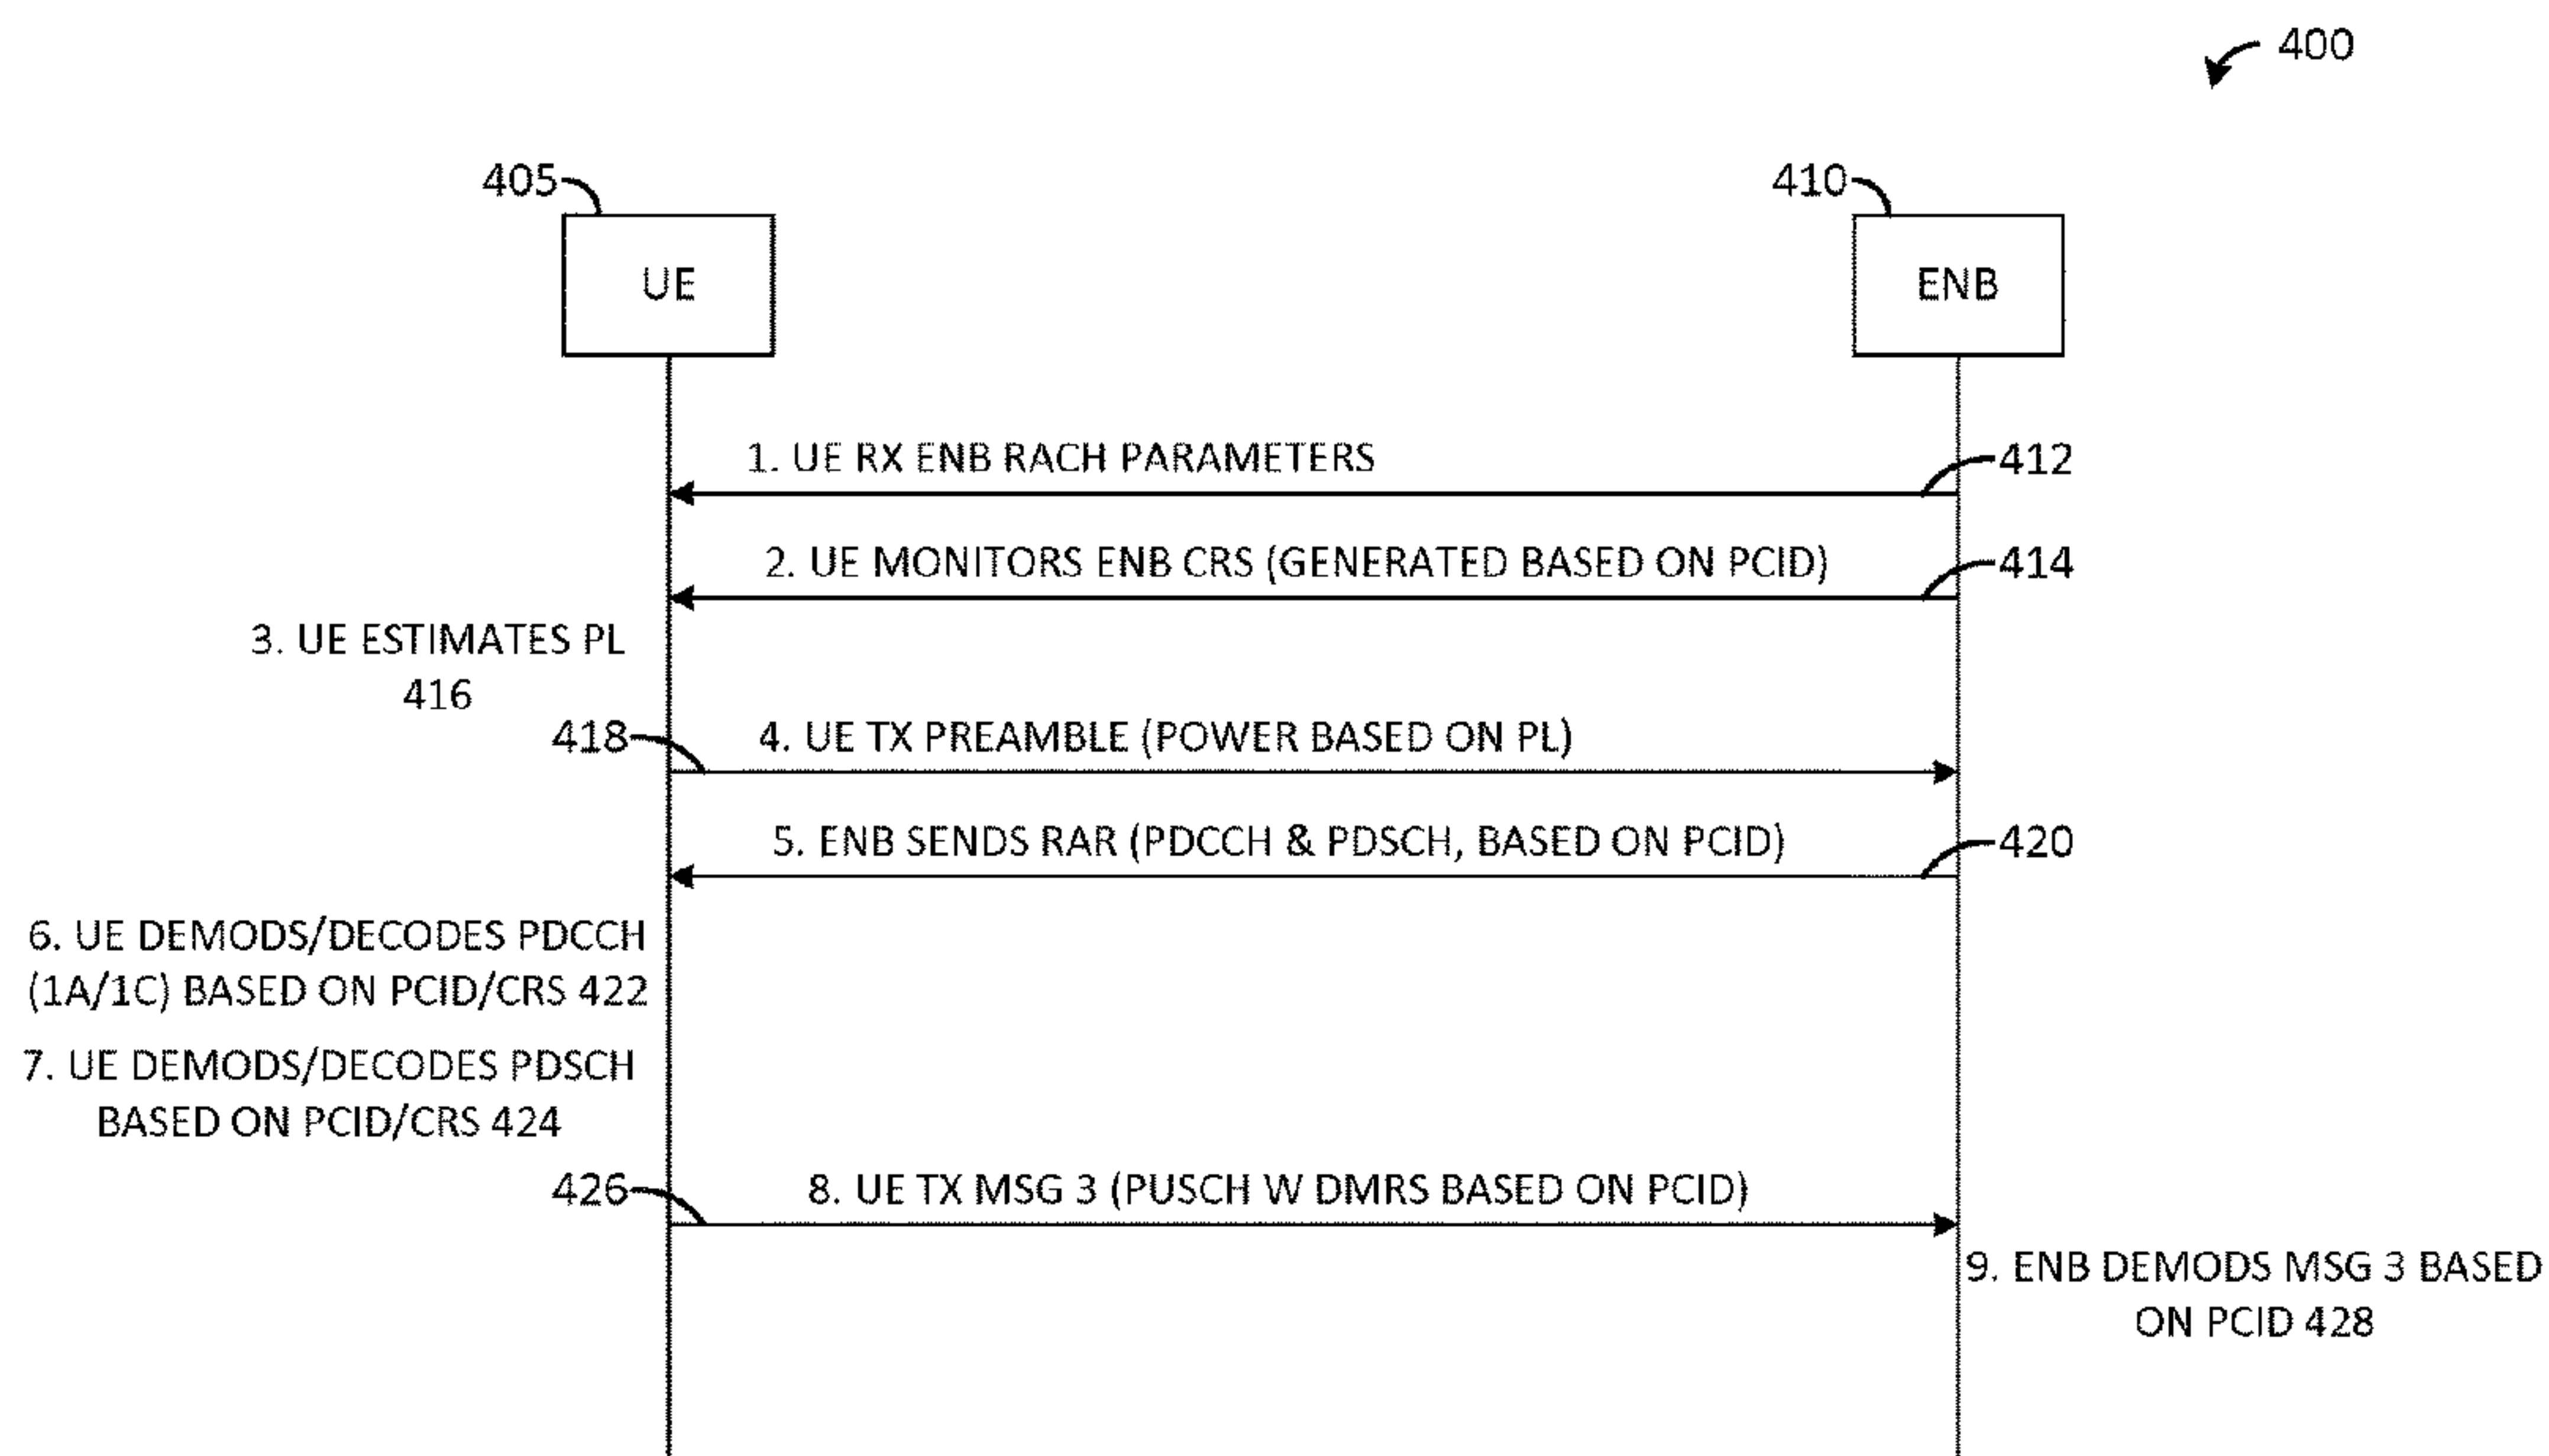 400
405
410
UE
ENB
1. UE RX ENB RACH PARAMETERS
412
2. UE MONITORS ENB CRS (GENERATED BASED ON PCID)
414
3. UE ESTIMATES PL
416
418
4. UE TX PREAMBLE (POWER BASED ON PL)
5. ENB SENDS RAR (PDCCH & PDSCH, BASED ON PCID)
420
6. UE DEMODS/DECODES PDCCH
(1A/1C) BASED ON PCID/CRS 422
7. UE DEMODS/DECODES PDSCH
BASED ON PCID/CRS 424
426
8. UE TX MSG 3 (PUSCH W DMRS BASED ON PCID)
9. ENB DEMODS MSG 3 BASED
ON PCID 428